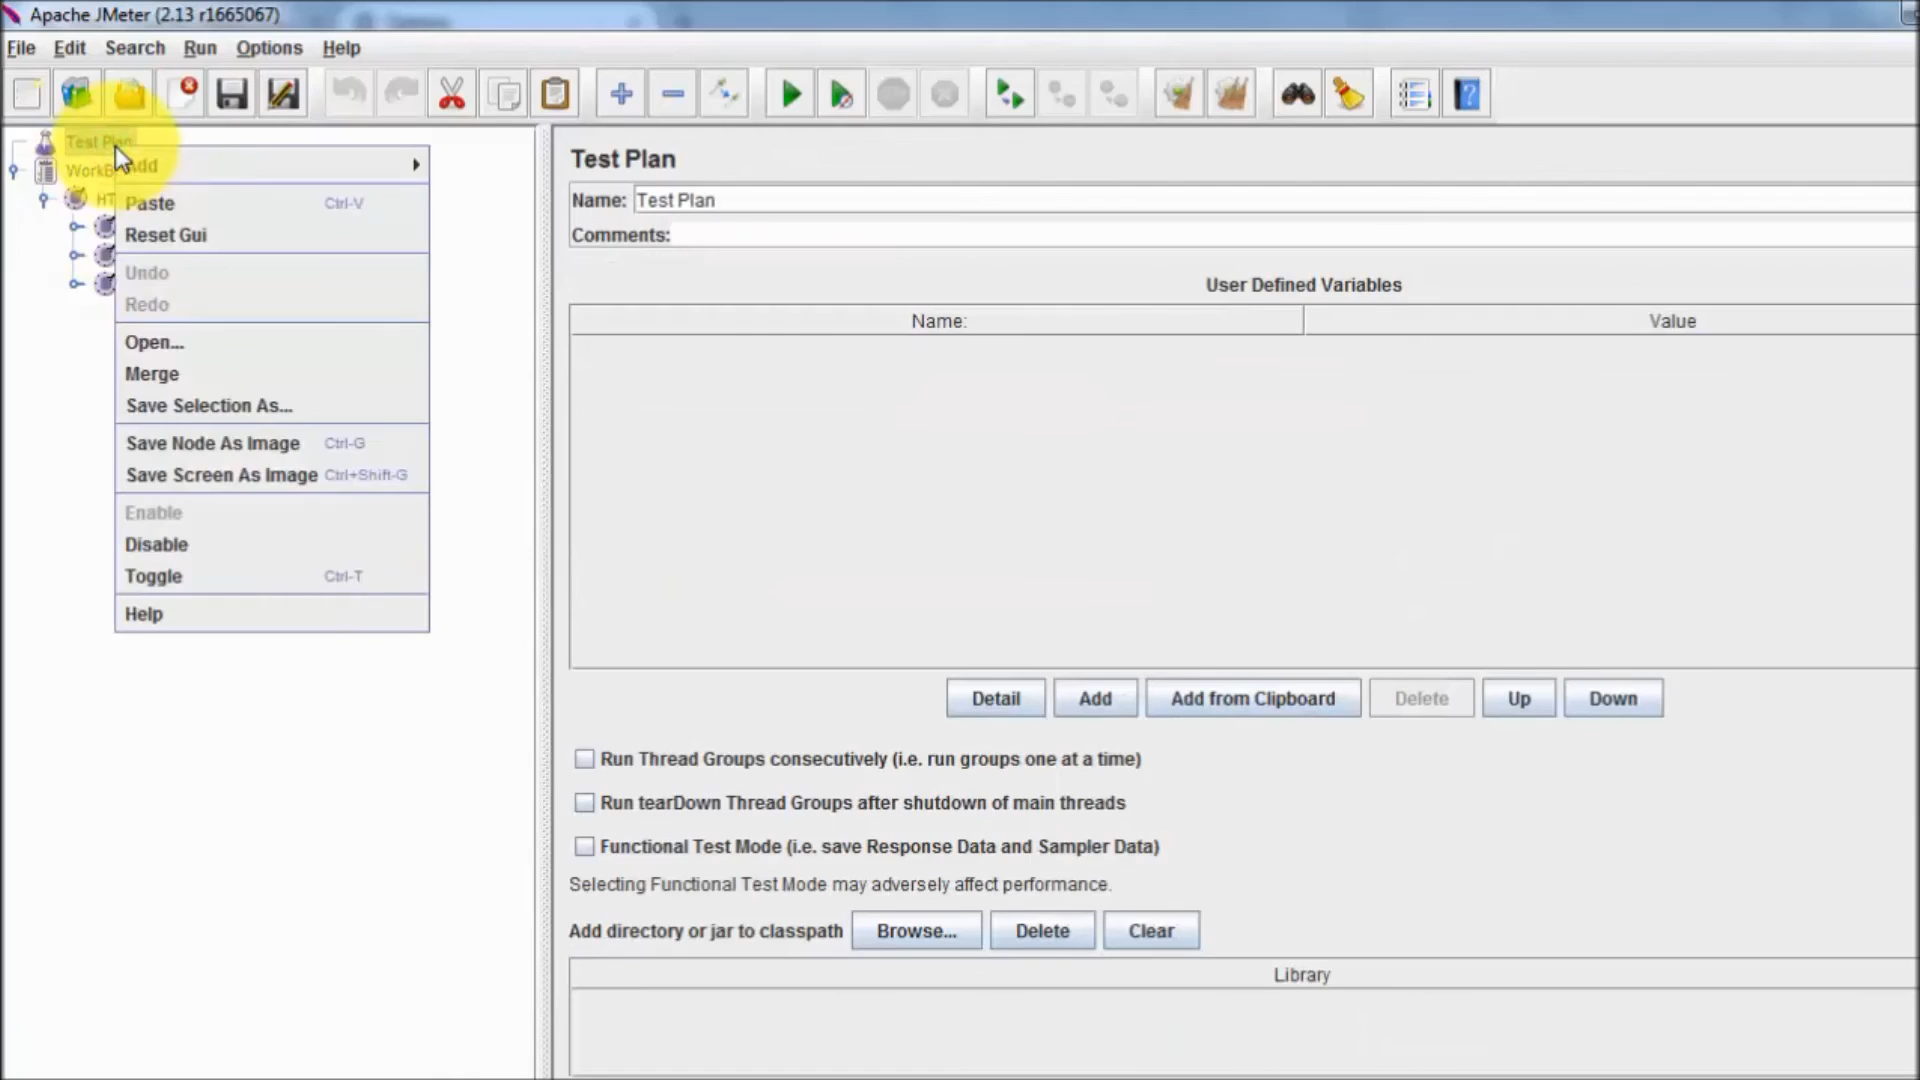 Apache JMeter (2.13 r1665067)
File Edit Search Run Options Help
Test Plan
Add
Paste Ctrl-V
Reset Gui
Undo
Redo
Open...
Merge
Save Selection As...
Save Node As Image Ctrl-G
Save Screen As Image Ctrl+Shift-G
Enable
Disable
Toggle Ctrl-T
Help
Test Plan
Name: Test Plan
Comments:
User Defined Variables
Name: Value
Detail Add Add from Clipboard Delete Up Down
Run Thread Groups consecutively (i.e. run groups one at a time)
Run tearDown Thread Groups after shutdown of main threads
Functional Test Mode (i.e. save Response Data and Sampler Data)
Selecting Functional Test Mode may adversely affect performance.
Add directory or jar to classpath Browse... Delete Clear
Library